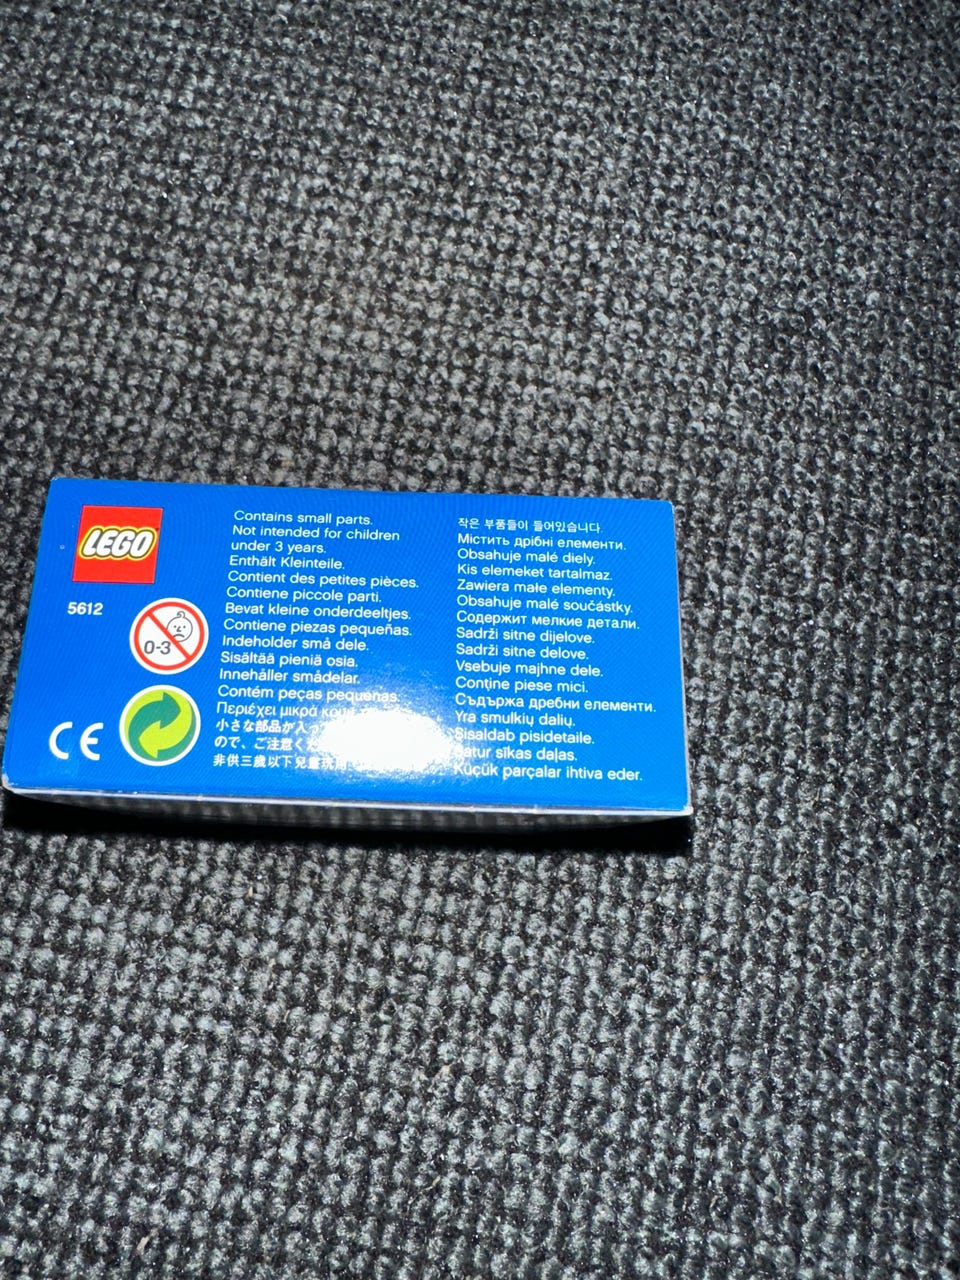 LEGO
5612
0-3
CE
Contains small parts.
Not intended for children
under 3 years.
Enthält Kleinteile.
Contient des petites pièces.
Contiene piccole parti.
Bevat kleine onderdeeltjes.
Contiene piezas pequeñas.
Indeholder små dele.
Sisältää pieniä osia.
Innehåller smådelar.
Contém peças pequenas.
Περιέχει μικρά
小さな部品が入っ
ので、ご注意く
非供三歲以下兒童玩
작은 부품들이 들어있습니다.
Містить дрібні елементи.
Obsahuje malé diely.
Kis elemeket tartalmaz.
Zawiera małe elementy.
Obsahuje malé součástky.
Содержит мелкие детали.
Sadrži sitne dijelove.
Sadrži sitne delove.
Vsebuje majhne dele.
Conţine piese mici.
Съдържа дребни елементи.
Yra smulkių dalių.
Sisaldab pisidetaile.
Satur sīkas daļas.
Küçük parçalar ihtiva eder.